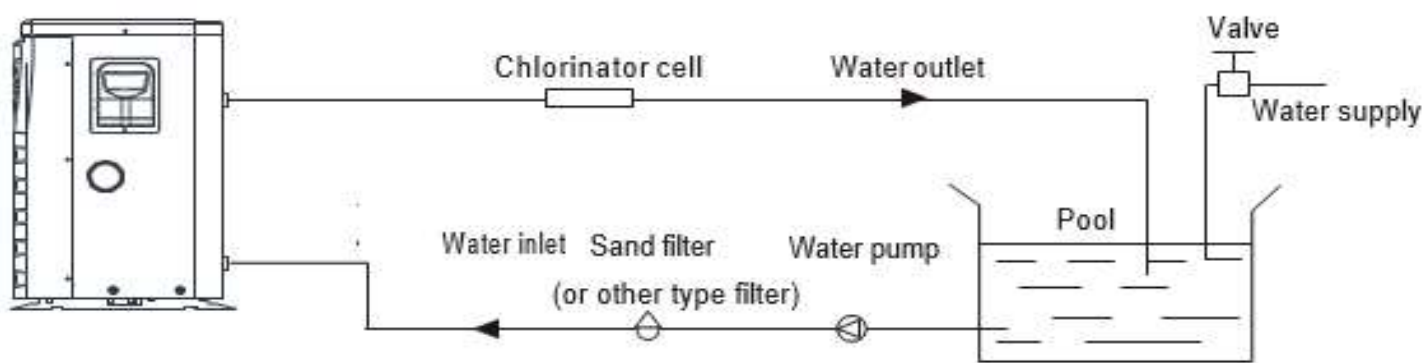 Valve
Chlorinator cell
Water outlet
Water supply
Pool
Water inlet
Sand filter
(or other type filter)
Water pump